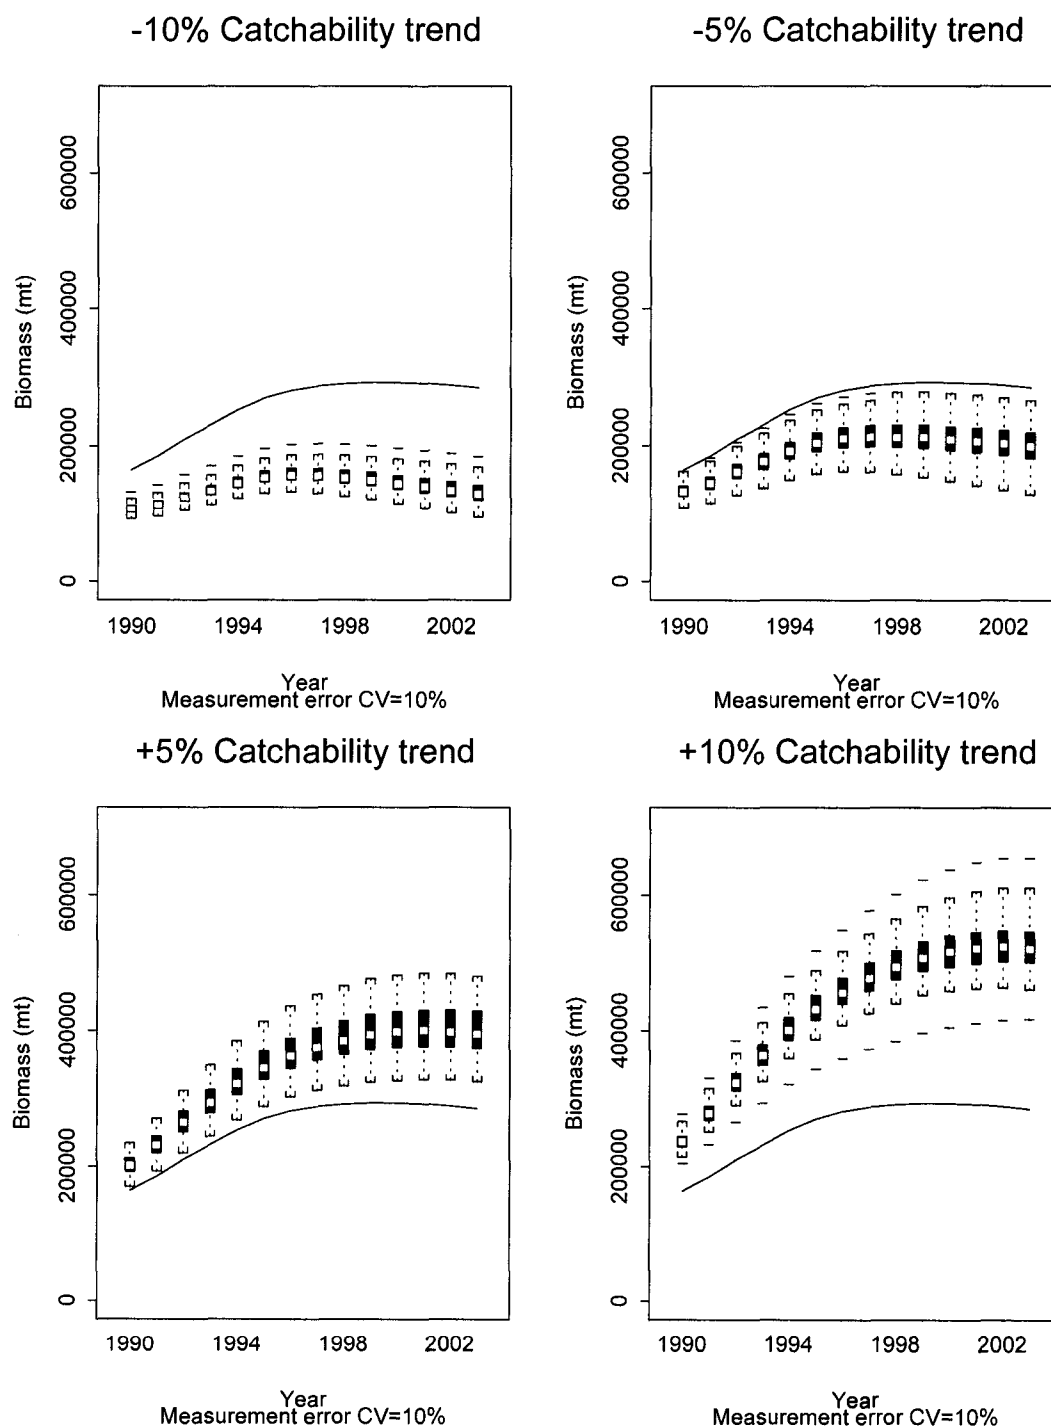 -10% Catchability trend
Biomass (mt)
600000
400000
200000
0
1990 1994 1998 2002
Year
Measurement error CV=10%
-5% Catchability trend
Biomass (mt)
600000
400000
200000
0
1990 1994 1998 2002
Year
Measurement error CV=10%
+5% Catchability trend
Biomass (mt)
600000
400000
200000
0
1990 1994 1998 2002
Year
Measurement error CV=10%
+10% Catchability trend
Biomass (mt)
600000
400000
200000
0
1990 1994 1998 2002
Year
Measurement error CV=10%